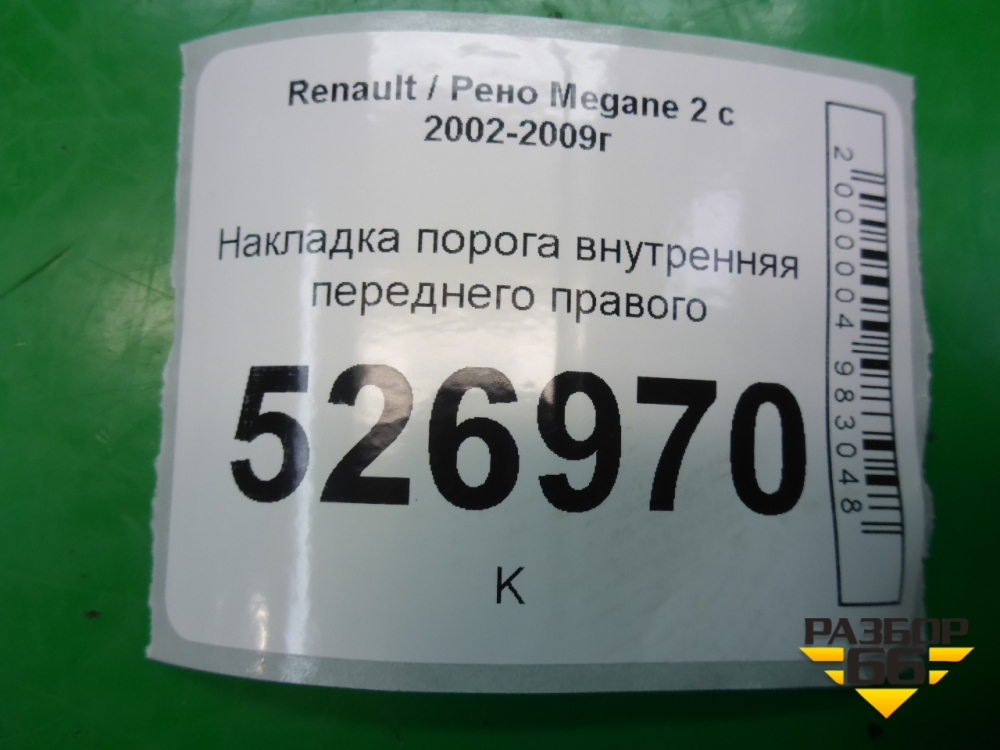 Renault / Рено Megane 2 с
2002-2009г
Накладка порога внутренняя
переднего правого
526970
К
2000004983048
РАЗБОР
66